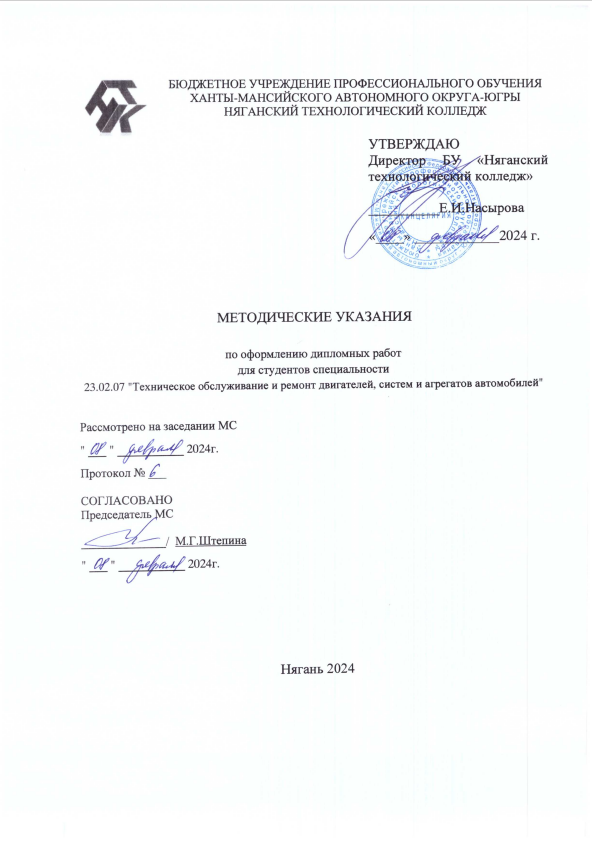 БЮДЖЕТНОЕ УЧРЕЖДЕНИЕ ПРОФЕССИОНАЛЬНОГО ОБУЧЕНИЯ
ХАНТЫ-МАНСИЙСКОГО АВТОНОМНОГО ОКРУГА-ЮГРЫ
НЯГАНСКИЙ ТЕХНОЛОГИЧЕСКИЙ КОЛЛЕДЖ
УТВЕРЖДАЮ
Директор БУ «Няганский
технологический колледж»
Е.И.Насырова
КАНЦЕЛЯРИЯ
« 08 » февраля 2024 г.
МЕТОДИЧЕСКИЕ УКАЗАНИЯ
по оформлению дипломных работ
для студентов специальности
23.02.07 "Техническое обслуживание и ремонт двигателей, систем и агрегатов автомобилей"
Рассмотрено на заседании МС
" 08 " февраля 2024г.
Протокол № 6
СОГЛАСОВАНО
Председатель МС
/ М.Г.Штепина
" 08 " февраля 2024г.
Нягань 2024